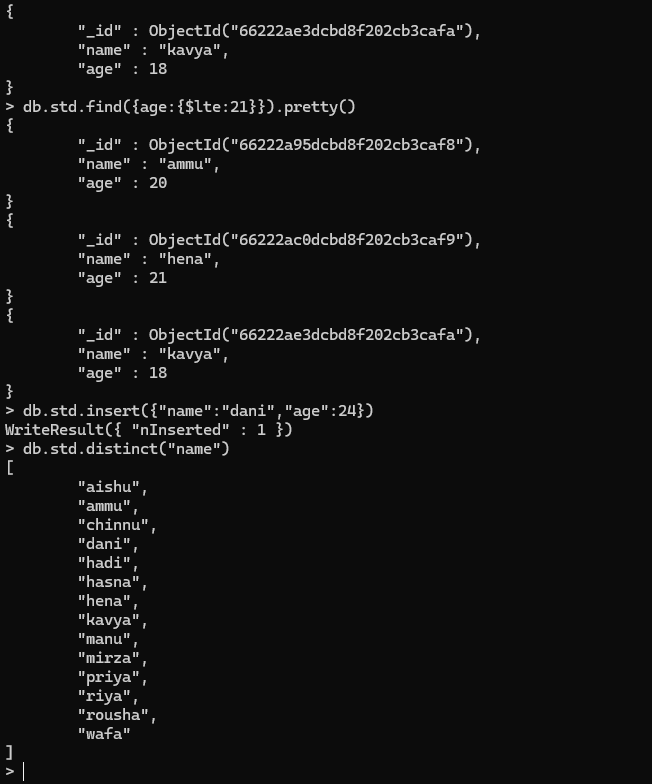 {
        "_id" : ObjectId("66222ae3dcbd8f202cb3cafa"),
        "name" : "kavya",
        "age" : 18
}
> db.std.find({age:{$lte:21}}).pretty()
{
        "_id" : ObjectId("66222a95dcbd8f202cb3caf8"),
        "name" : "ammu",
        "age" : 20
}
{
        "_id" : ObjectId("66222ac0dcbd8f202cb3caf9"),
        "name" : "hena",
        "age" : 21
}
{
        "_id" : ObjectId("66222ae3dcbd8f202cb3cafa"),
        "name" : "kavya",
        "age" : 18
}
> db.std.insert({"name":"dani","age":24})
WriteResult({ "nInserted" : 1 })
> db.std.distinct("name")
[
        "aishu",
        "ammu",
        "chinnu",
        "dani",
        "hadi",
        "hasna",
        "hena",
        "kavya",
        "manu",
        "mirza",
        "priya",
        "riya",
        "rousha",
        "wafa"
]
>